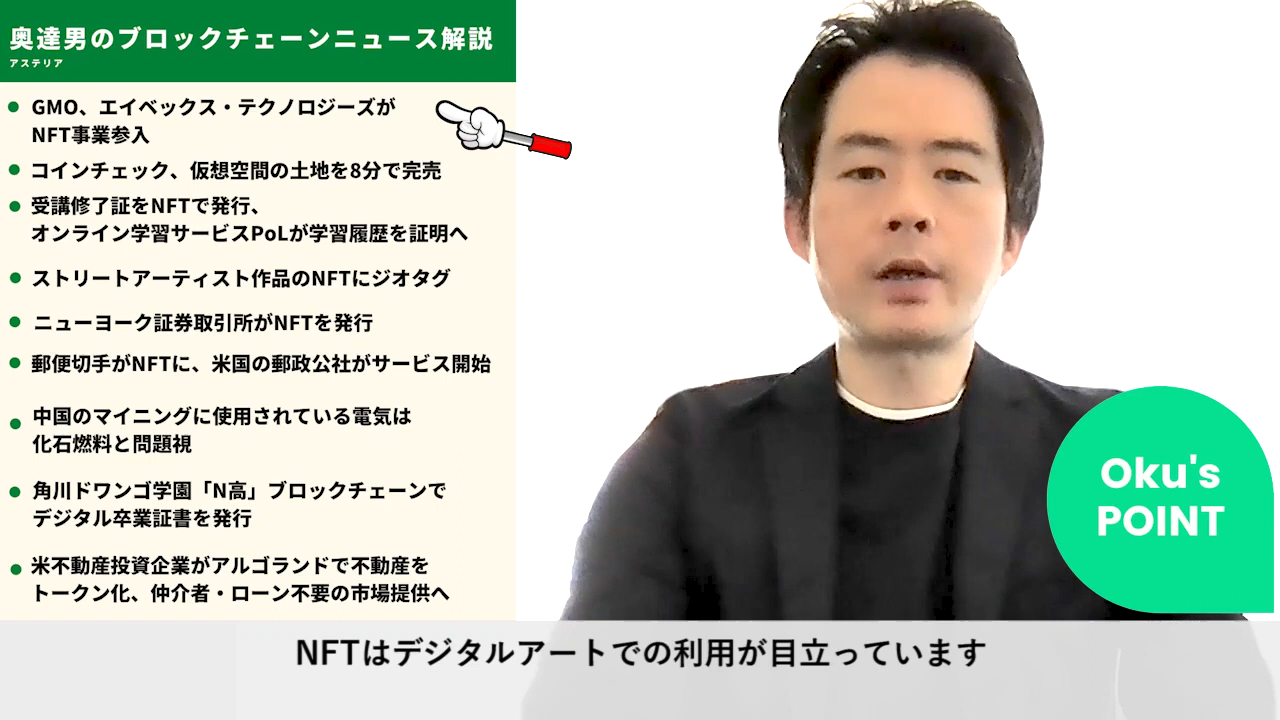 奥達男のブロックチェーンニュース解説
アステリア
GMO、エイベックス・テクノロジーズが
NFT事業参入
コインチェック、仮想空間の土地を8分で完売
受講修了証をNFTで発行、
オンライン学習サービスPoLが学習履歴を証明へ
ストリートアーティスト作品のNFTにジオタグ
ニューヨーク証券取引所がNFTを発行
郵便切手がNFTに、米国の郵政公社がサービス開始
中国のマイニングに使用されている電気は
化石燃料と問題視
角川ドワンゴ学園「N高」ブロックチェーンで
デジタル卒業証書を発行
米不動産投資企業がアルゴランドで不動産を
トークン化、仲介者・ローン不要の市場提供へ
Oku's
POINT
NFTはデジタルアートでの利用が目立っています